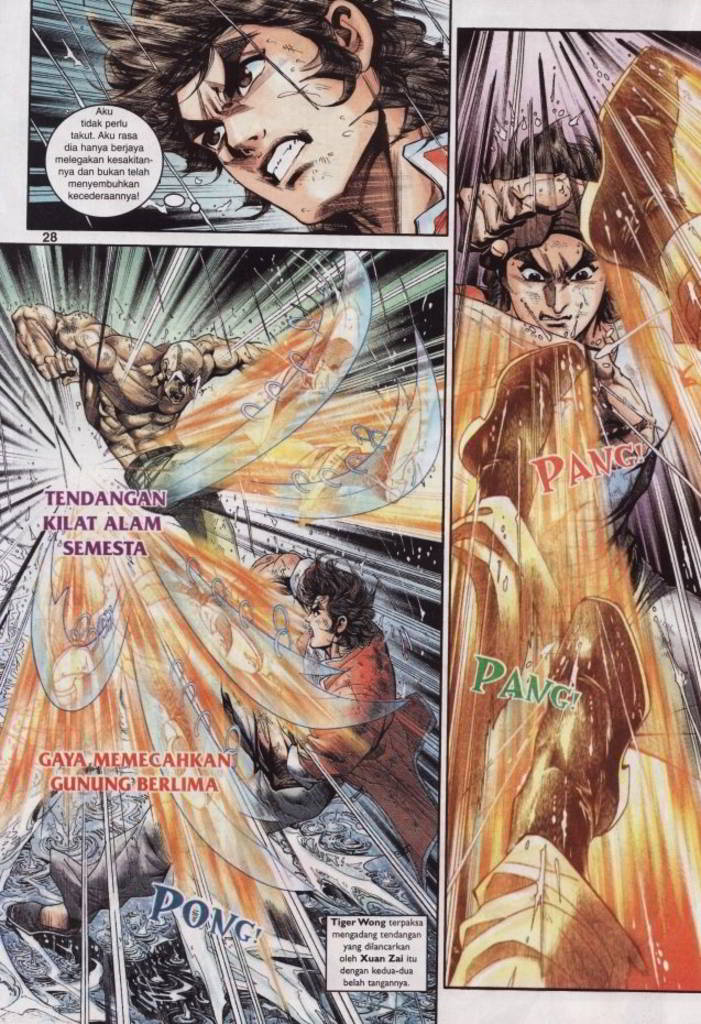 Aku
tidak perlu
takut. Aku rasa
dia hanya berjaya
melegakan kesakitan-
nya dan bukan telah
menyembuhkan
kecederaannya!
28
TENDANGAN
KILAT ALAM
SEMESTA
GAYA MEMECAHKAN
GUNUNG BERLIMA
PONG!
Tiger Wong terpaksa
mengadang tendangan
yang dilancarkan
oleh Xuan Zai itu
dengan kedua-dua
belah tangannya.
PANG!
PANG!